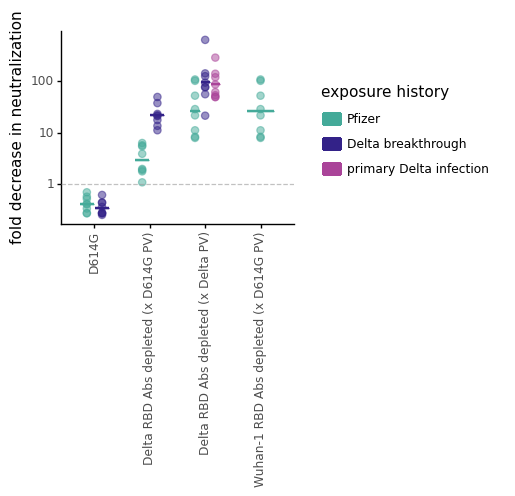 fold decrease in neutralization
100
10
1
D614G
Delta RBD Abs depleted (x D614G PV)
Delta RBD Abs depleted (x Delta PV)
Wuhan-1 RBD Abs depleted (x D614G PV)
exposure history
Pfizer
Delta breakthrough
primary Delta infection